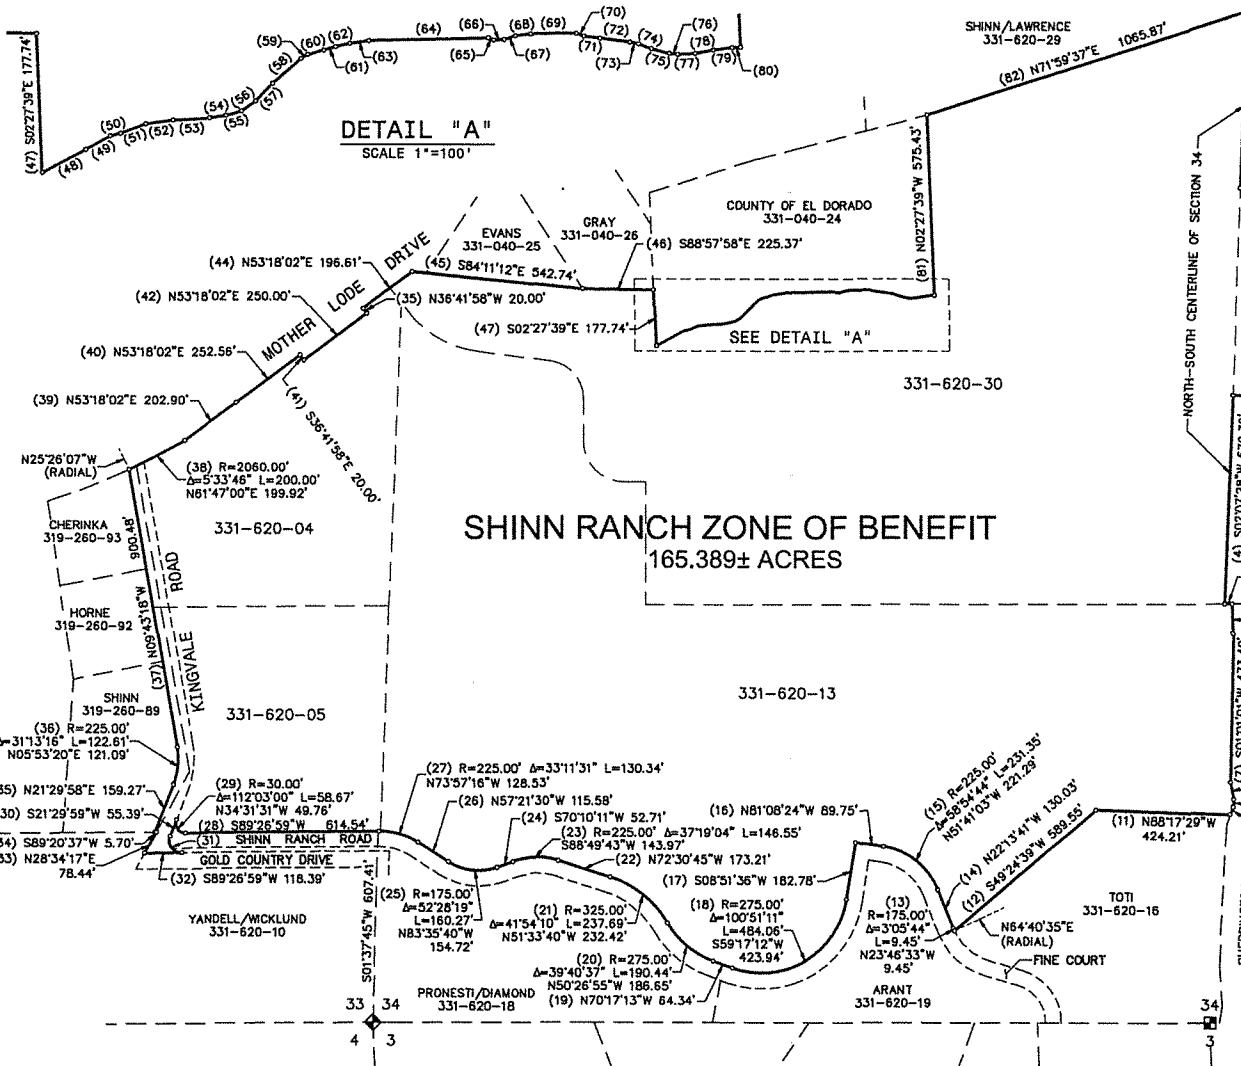 (47) S02°27'39"E 177.74'
(48)
(49)
(50)
(51)
(52)
(53)
(54)
(55)
(56)
(57)
(58)
(59)
(60)
(61)
(62)
(63)
(64)
(65)
(66)
(67)
(68)
(69)
(70)
(71)
(72)
(73)
(74)
(75)
(76)
(77)
(78)
(79)
(80)
DETAIL "A"
SCALE 1"=100'
SHINN/LAWRENCE
331-620-29
(82) N71°59'37"E 1065.87'
(81) N02°27'39"W 575.43'
NORTH-SOUTH CENTERLINE OF SECTION 34
COUNTY OF EL DORADO
331-040-24
EVANS
331-040-25
GRAY
331-040-26
(46) S88°57'58"E 225.37'
(45) S84°11'12"E 542.74'
(44) N53°18'02"E 196.61'
MOTHER LODE DRIVE
(42) N53°18'02"E 250.00'
(35) N36°41'58"W 20.00'
(47) S02°27'39"E 177.74'
SEE DETAIL "A"
(40) N53°18'02"E 252.56'
(41) S36°41'58"E 20.00'
331-620-30
(39) N53°18'02"E 202.90'
N25°26'07"W
(RADIAL)
(38) R=2060.00'
Δ=5°33'46" L=200.00'
N61°47'00"E 199.92'
331-620-04
SHINN RANCH ZONE OF BENEFIT
165.389± ACRES
CHERINKA
319-260-93
HORNE
319-260-92
SHINN
319-260-89
(37) N09°43'18"W 900.48'
KINGVALE ROAD
331-620-05
331-620-13
(36) R=225.00'
Δ=31°13'16" L=122.61'
N05°53'20"E 121.09'
35) N21°29'58"E 159.27'
30) S21°29'59"W 55.39'
34) S89°20'37"W 5.70'
33) N28°34'17"E
78.44'
(29) R=30.00'
Δ=112°03'00" L=58.67'
N34°31'31"W 49.76'
(28) S89°26'59"W 614.54'
(31) SHINN RANCH ROAD
GOLD COUNTRY DRIVE
(32) S89°26'59"W 118.39'
YANDELL/WICKLUND
331-620-10
S01°37'45"W 607.41'
(27) R=225.00' Δ=33°11'31" L=130.34'
N73°57'16"W 128.53'
(26) N57°21'30"W 115.58'
(24) S70°10'11"W 52.71'
(23) R=225.00' Δ=37°19'04" L=146.55'
S88°49'43"W 143.97'
(22) N72°30'45"W 173.21'
(25) R=175.00'
Δ=52°28'19"
L=160.27'
N83°35'40"W
154.72'
(21) R=325.00'
Δ=41°54'10" L=237.69'
N51°33'40"W 232.42'
(20) R=275.00'
Δ=39°40'37" L=190.44'
N50°26'55"W 186.65'
(19) N70°17'13"W 64.34'
(18) R=275.00'
Δ=100°51'11"
L=484.06'
S59°17'12"W
423.94'
(17) S08°51'36"W 182.78'
(16) N81°08'24"W 89.75'
(15) R=225.00'
Δ=58°54'44" L=231.35'
N51°41'03"W 221.29'
(14) N22°13'41"W 130.03'
(12) S49°24'39"W 589.55'
(13)
R=175.00'
Δ=3°05'44"
L=9.45'
N23°46'33"W
9.45'
N64°40'35"E
(RADIAL)
(11) N88°17'29"W
424.21'
TOTI
331-620-16
FINE COURT
ARANT
331-620-19
PRONESTI/DIAMOND
331-620-18
33 34
4 3
34
3